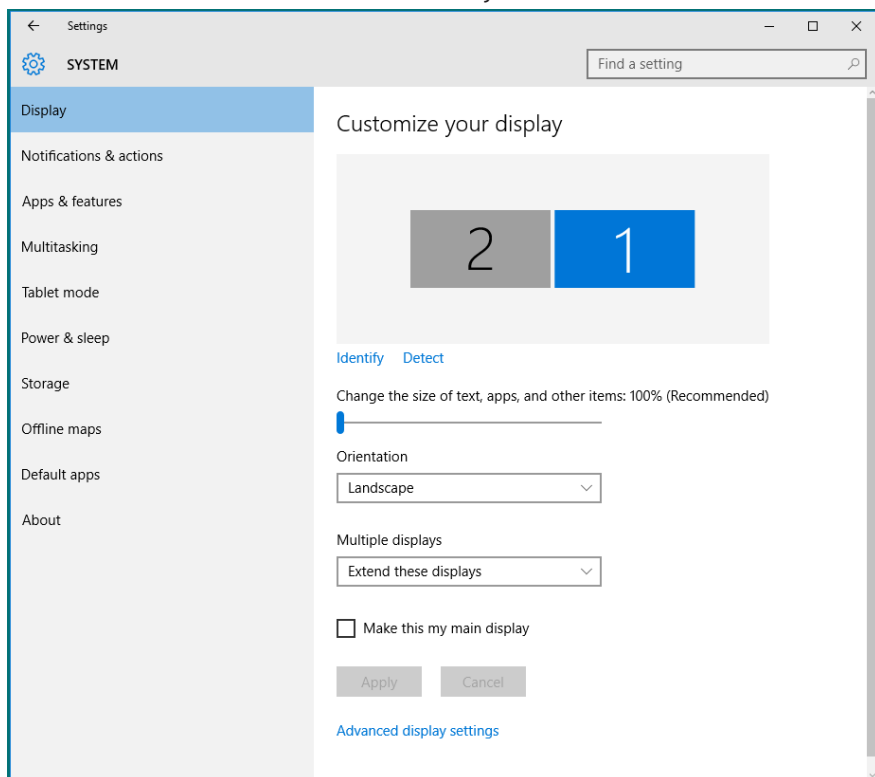 Settings
SYSTEM
Find a setting
Display
Notifications & actions
Apps & features
Multitasking
Tablet mode
Power & sleep
Storage
Offline maps
Default apps
About
Customize your display
2 1
Identify Detect
Change the size of text, apps, and other items: 100% (Recommended)
Orientation
Landscape
Multiple displays
Extend these displays
Make this my main display
Apply Cancel
Advanced display settings